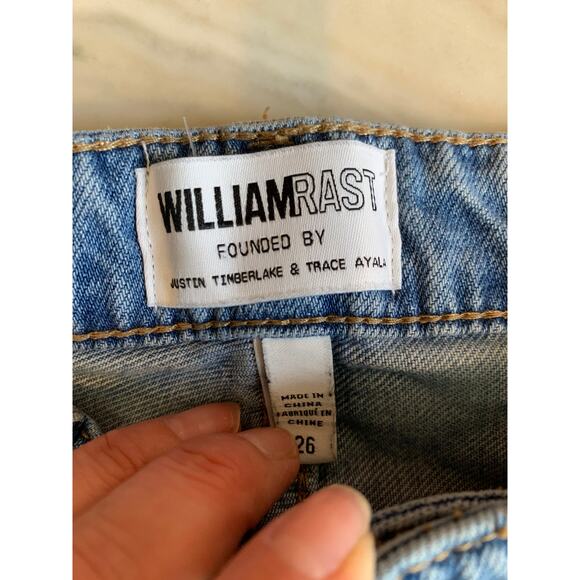 WILLIAMRAST
FOUNDED BY
JUSTIN TIMBERLAKE & TRACE AYALA
MADE IN
CHINA
FABRIQUÉ EN
CHINE
26